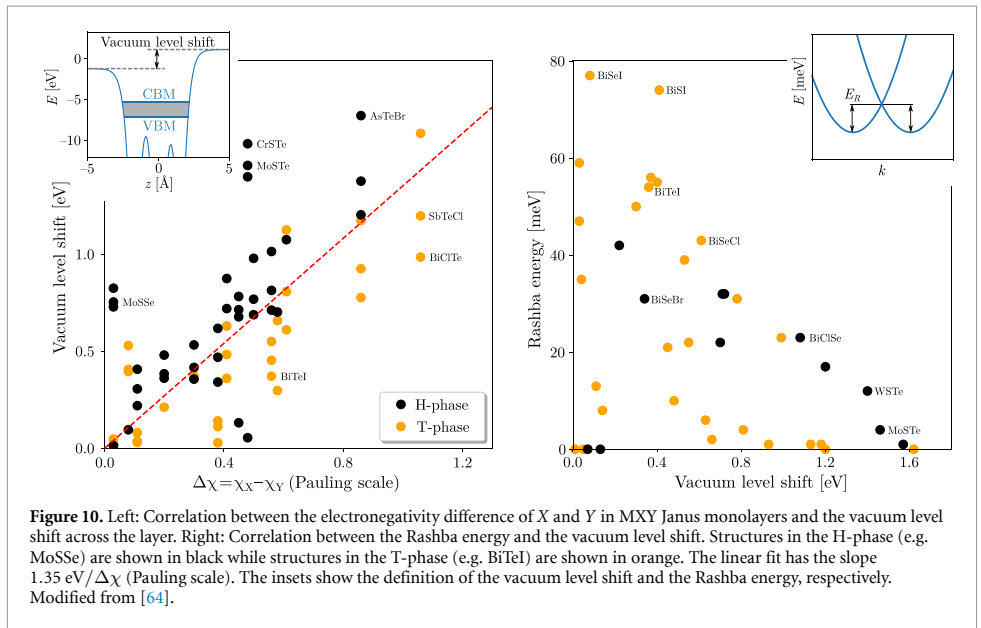 Vacuum level shift
0
−5
−10
E [eV]
CBM
VBM
−5
0
5
z [Å]
AsTeBr
CrSTe
MoSTe
SbTeCl
BiClTe
MoSSe
BiTeI
1.0
0.5
0.0
Vacuum level shift [eV]
H-phase
T-phase
0.0
0.4
0.8
1.2
Δχ=χX−χY (Pauling scale)
80
60
40
20
0
Rashba energy [meV]
BiSeI
BiSI
BiTeI
BiSeCl
BiSeBr
BiClSe
WSTe
MoSTe
E [meV]
ER
k
0.0
0.4
0.8
1.2
1.6
Vacuum level shift [eV]
Figure 10. Left: Correlation between the electronegativity difference of X and Y in MXY Janus monolayers and the vacuum level
shift across the layer. Right: Correlation between the Rashba energy and the vacuum level shift. Structures in the H-phase (e.g.
MoSSe) are shown in black while structures in the T-phase (e.g. BiTeI) are shown in orange. The linear fit has the slope
1.35 eV/Δχ (Pauling scale). The insets show the definition of the vacuum level shift and the Rashba energy, respectively.
Modified from [64].